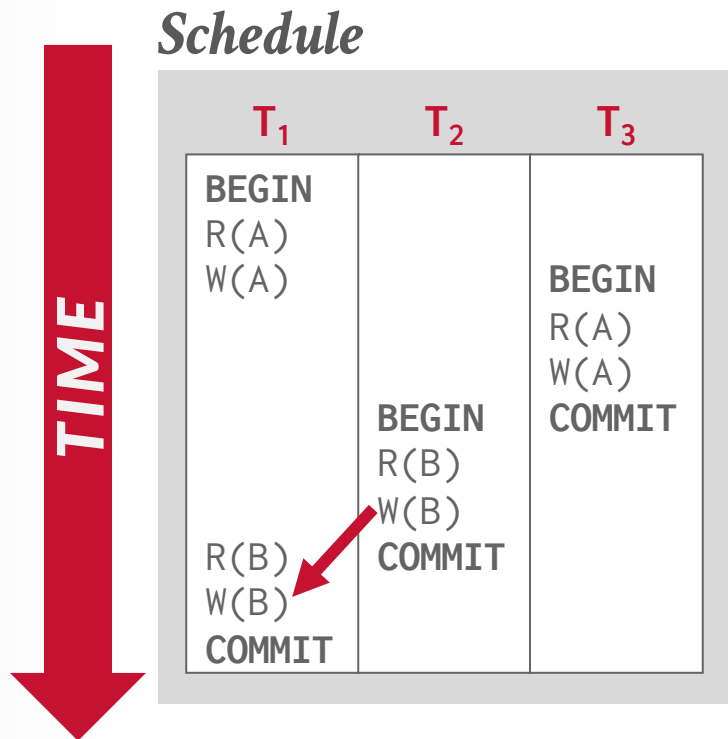 Schedule
TIME
T₁ T₂ T₃
BEGIN
R(A)
W(A) BEGIN
R(A)
W(A)
BEGIN COMMIT
R(B)
W(B)
R(B) COMMIT
W(B)
COMMIT